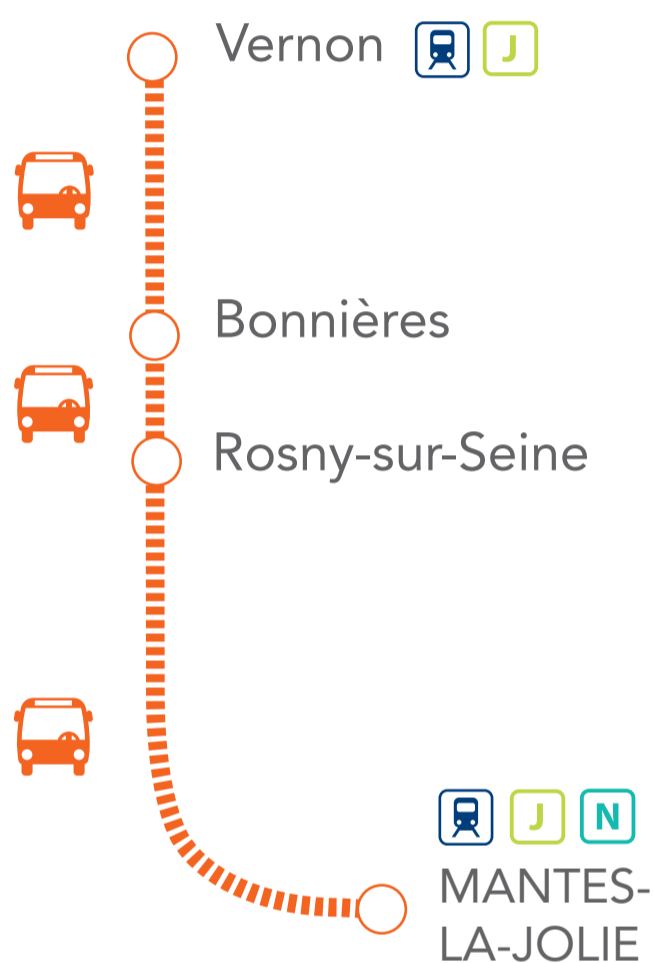 Vernon J
Bonnières
Rosny-sur-Seine
J N
MANTES-
LA-JOLIE